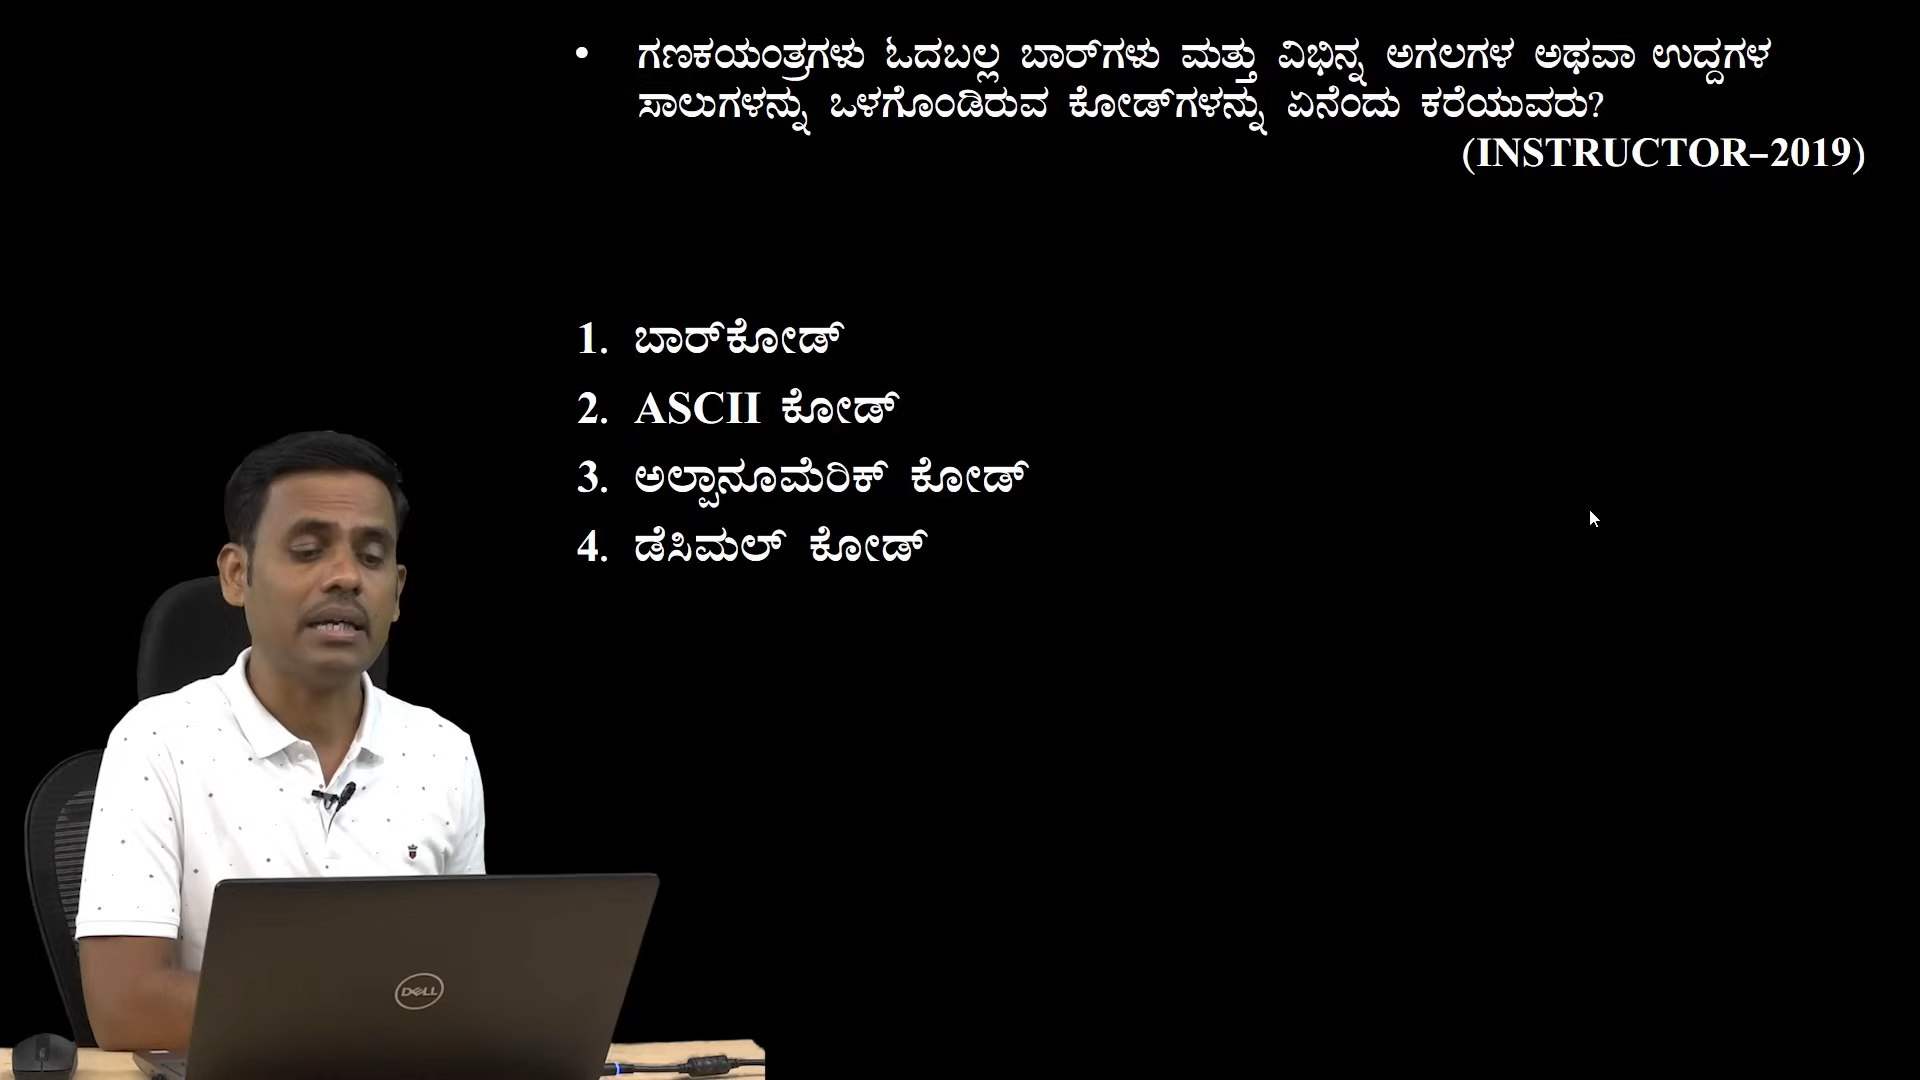 • ಗಣಕಯಂತ್ರಗಳು ಓದಬಲ್ಲ ಬಾರ್‌ಗಳು ಮತ್ತು ವಿಭಿನ್ನ ಅಗಲಗಳ ಅಥವಾ ಉದ್ದಗಳ
ಸಾಲುಗಳನ್ನು ಒಳಗೊಂಡಿರುವ ಕೋಡ್‌ಗಳನ್ನು ಏನೆಂದು ಕರೆಯುವರು?
(INSTRUCTOR–2019)
1. ಬಾರ್‌ಕೋಡ್
2. ASCII ಕೋಡ್
3. ಅಲ್ಪಾನೂಮೆರಿಕ್ ಕೋಡ್
4. ಡೆಸಿಮಲ್ ಕೋಡ್
DELL